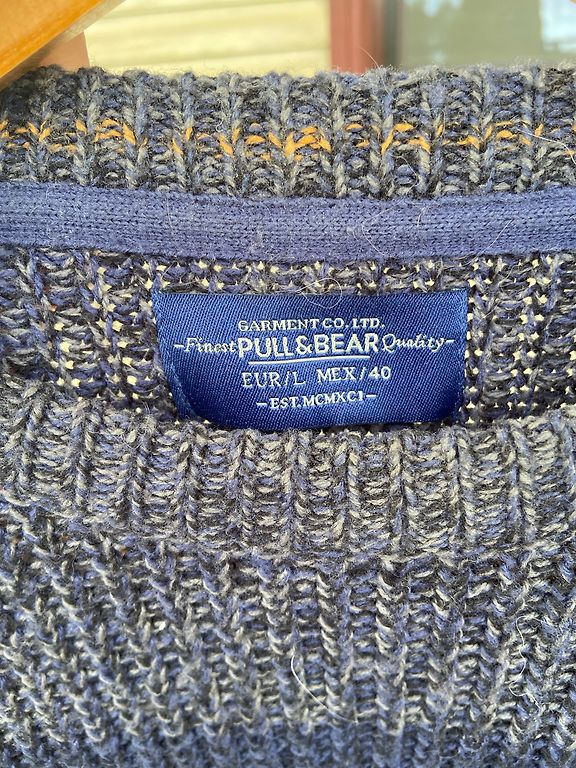 GARMENT CO. LTD.
-Finest PULL&BEAR Quality-
EUR/L MEX/40
-EST.MCMXCI-